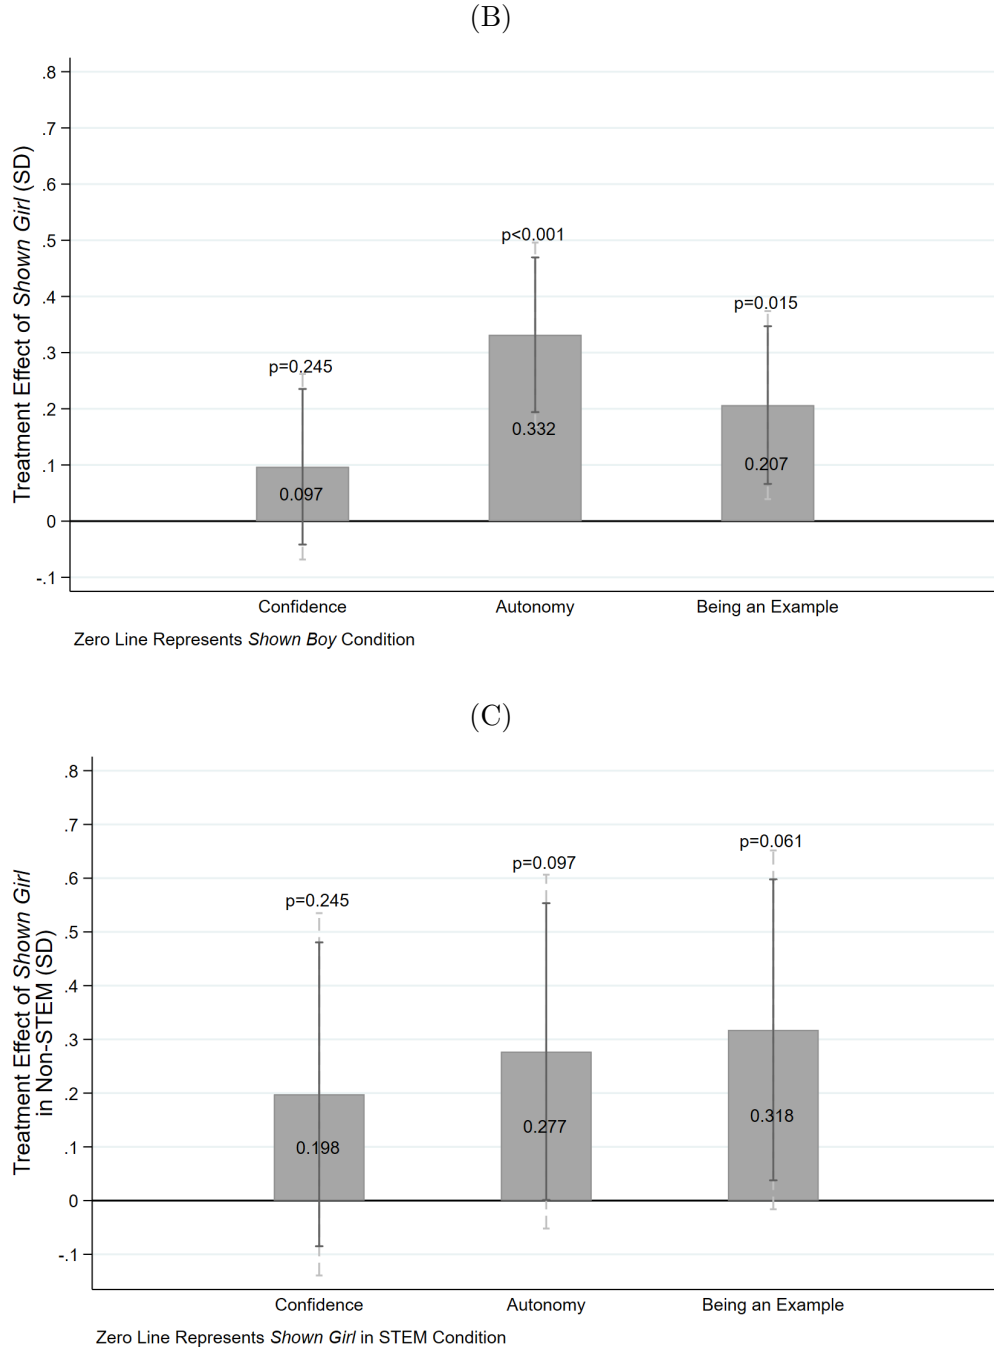 (B)
Treatment Effect of Shown Girl (SD)
.8
.7
.6
.5
.4
.3
.2
.1
0
-.1
p=0.245
p<0.001
p=0.015
0.097
0.332
0.207
Confidence
Autonomy
Being an Example
Zero Line Represents Shown Boy Condition
(C)
Treatment Effect of Shown Girl
in Non-STEM (SD)
.8
.7
.6
.5
.4
.3
.2
.1
0
-.1
p=0.245
p=0.097
p=0.061
0.198
0.277
0.318
Confidence
Autonomy
Being an Example
Zero Line Represents Shown Girl in STEM Condition